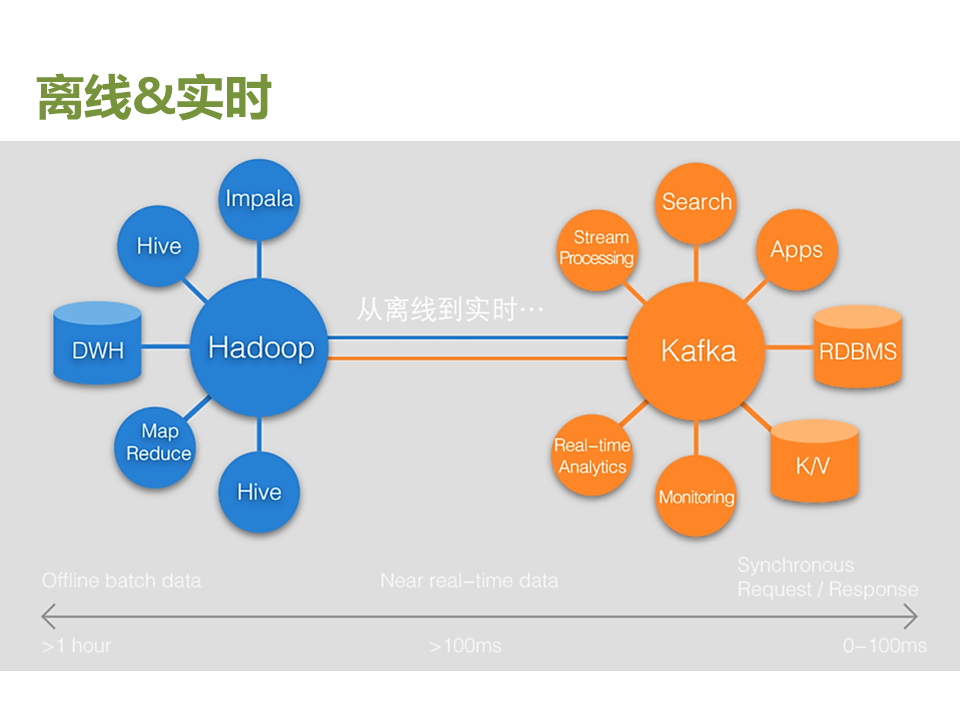 离线&实时
Impala
Hive
DWH
Hadoop
Map
Reduce
Hive
从离线到实时…
Search
Stream
Processing
Apps
Kafka
RDBMS
Real-time
Analytics
Monitoring
K/V
Offline batch data
Near real-time data
Synchronous
Request / Response
>1 hour
>100ms
0-100ms